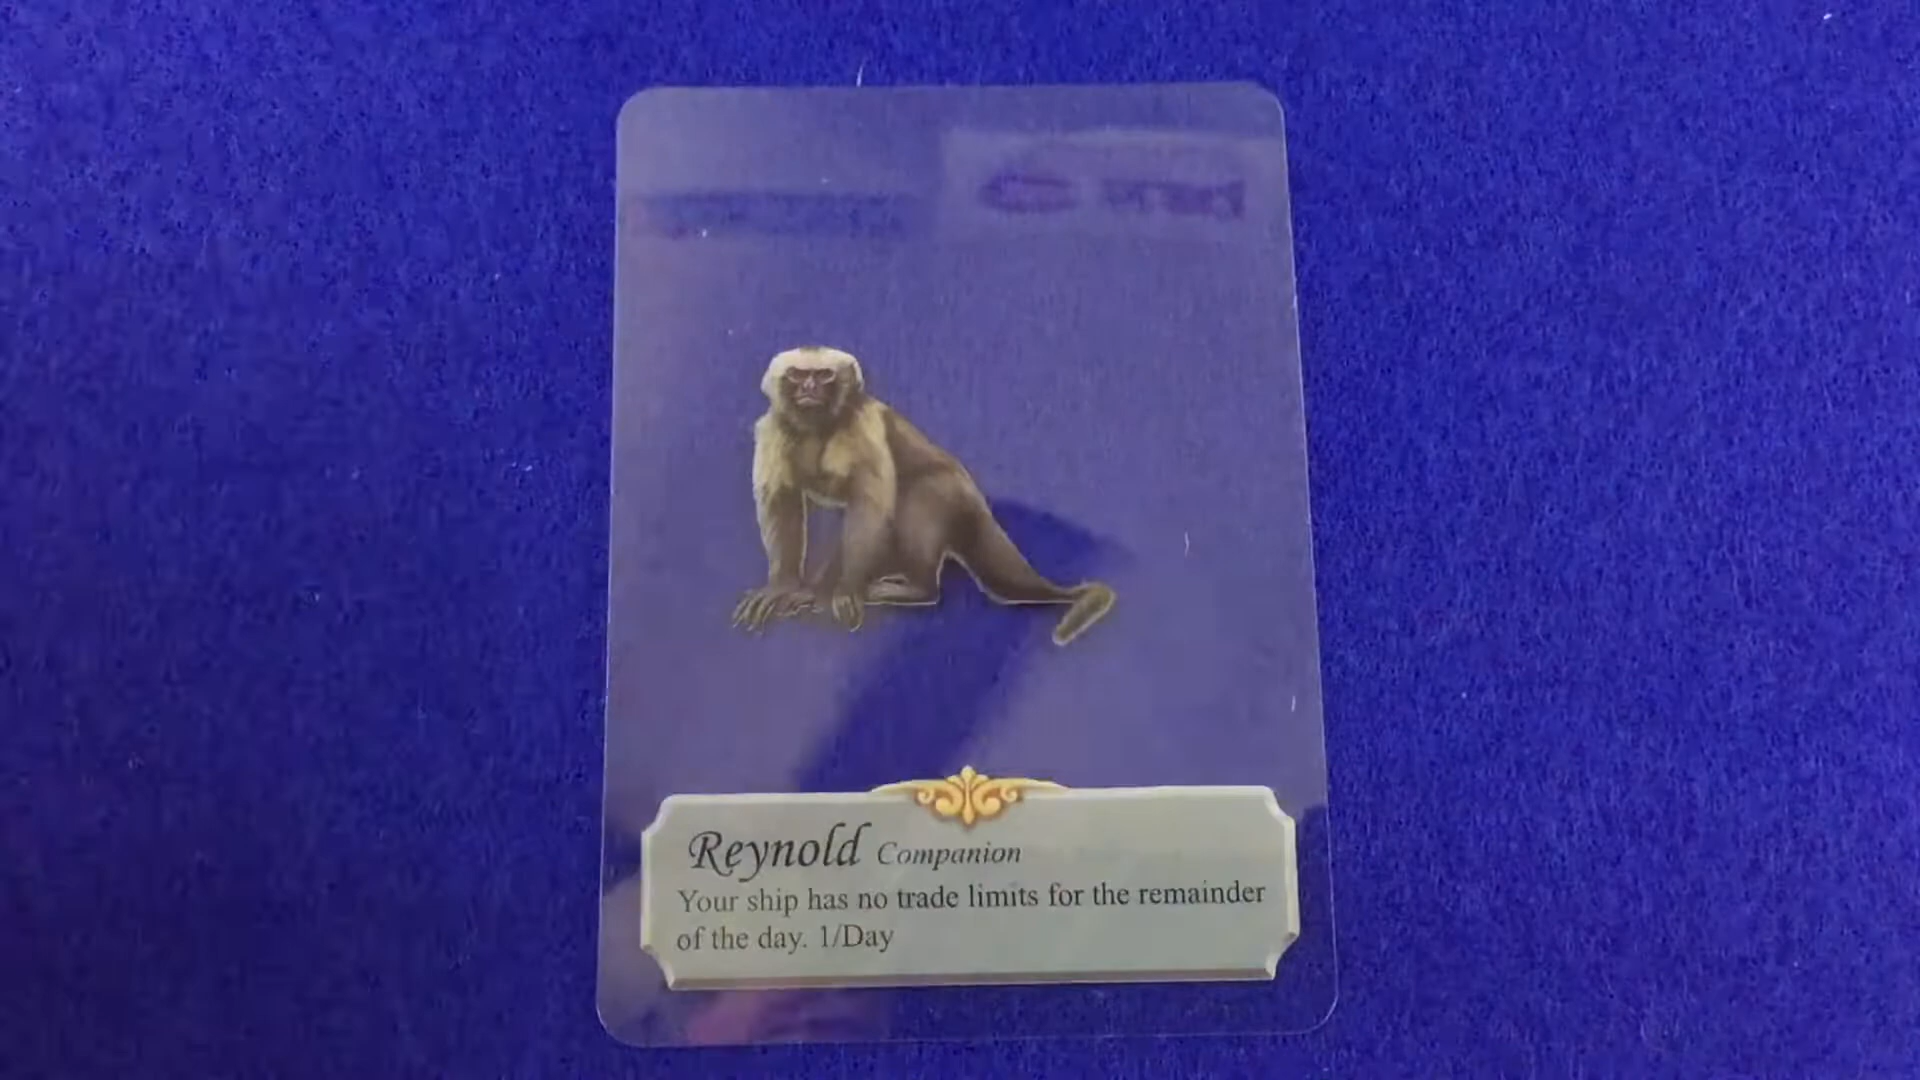 Reynold Companion
Your ship has no trade limits for the remainder
of the day. 1/Day